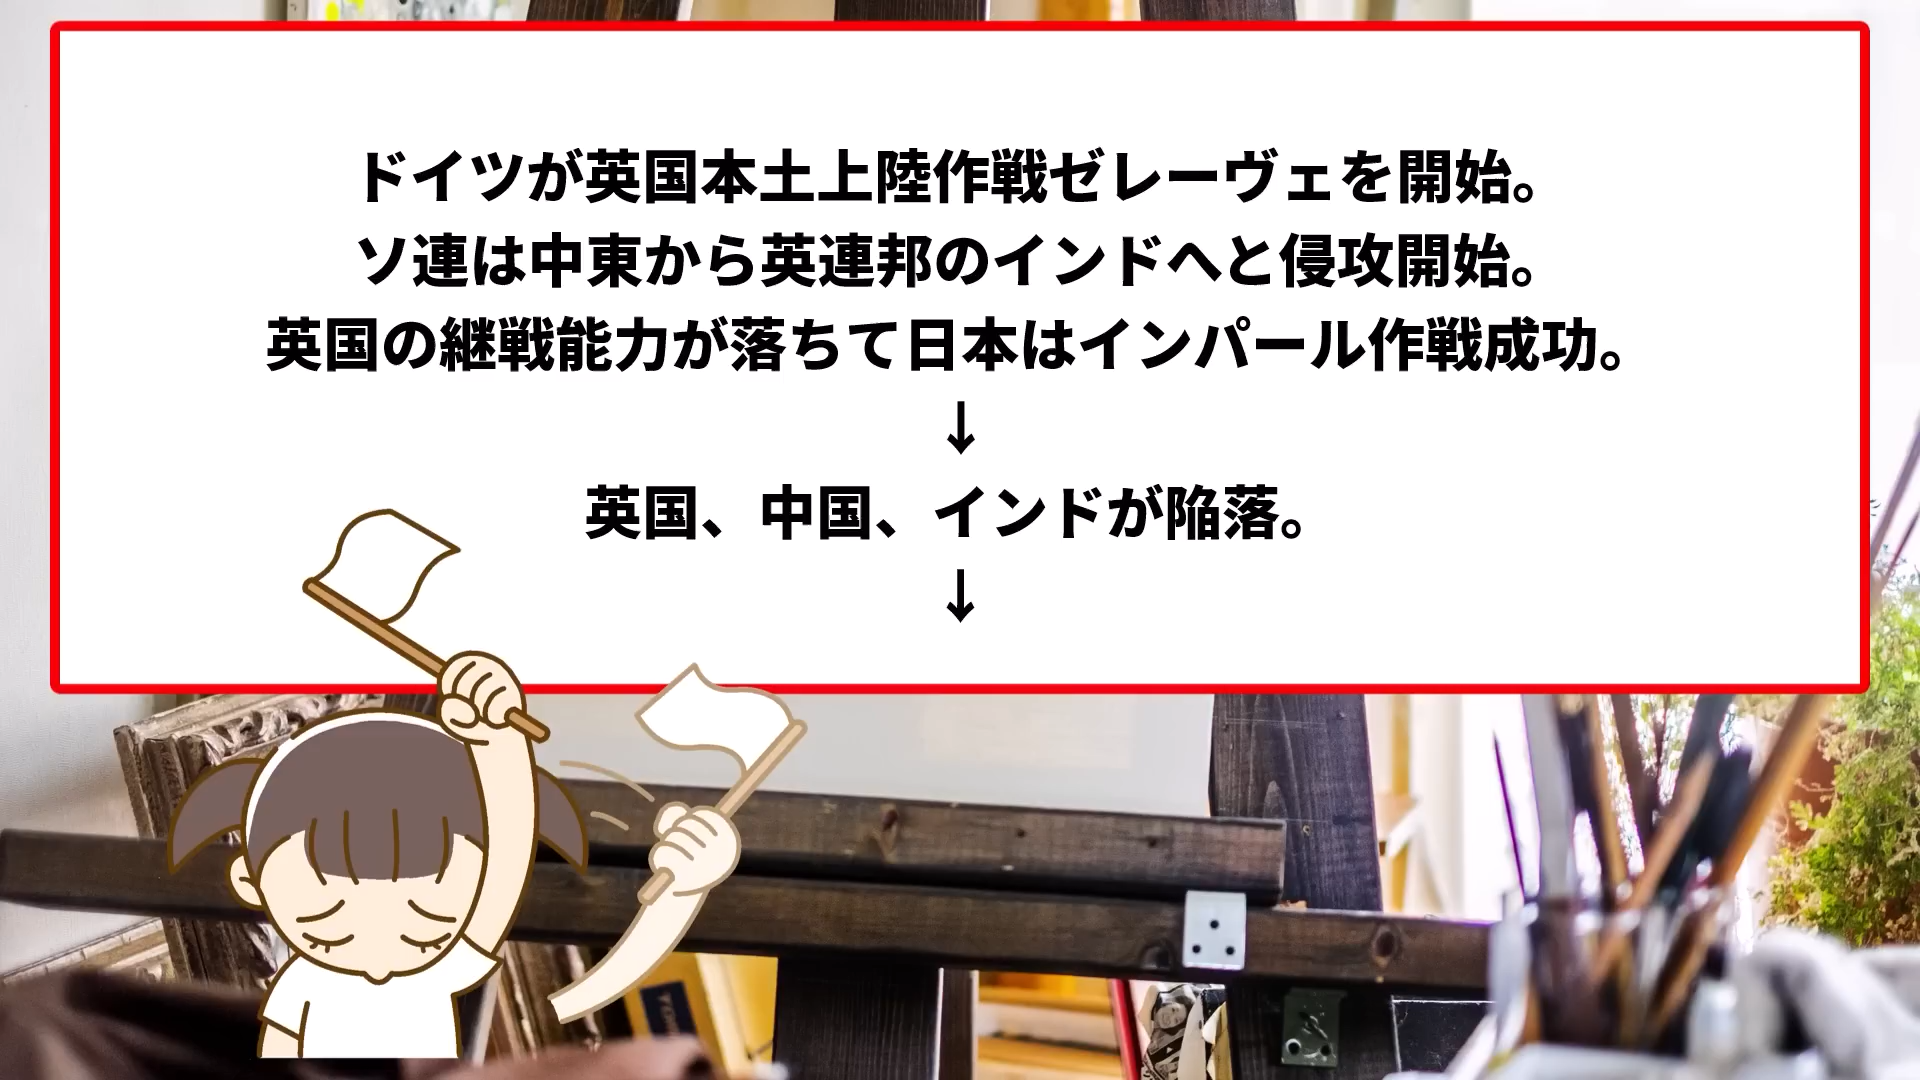 ドイツが英国本土上陸作戦ゼレーヴェを開始。
ソ連は中東から英連邦のインドへと侵攻開始。
英国の継戦能力が落ちて日本はインパール作戦成功。
↓
英国、中国、インドが陥落。
↓